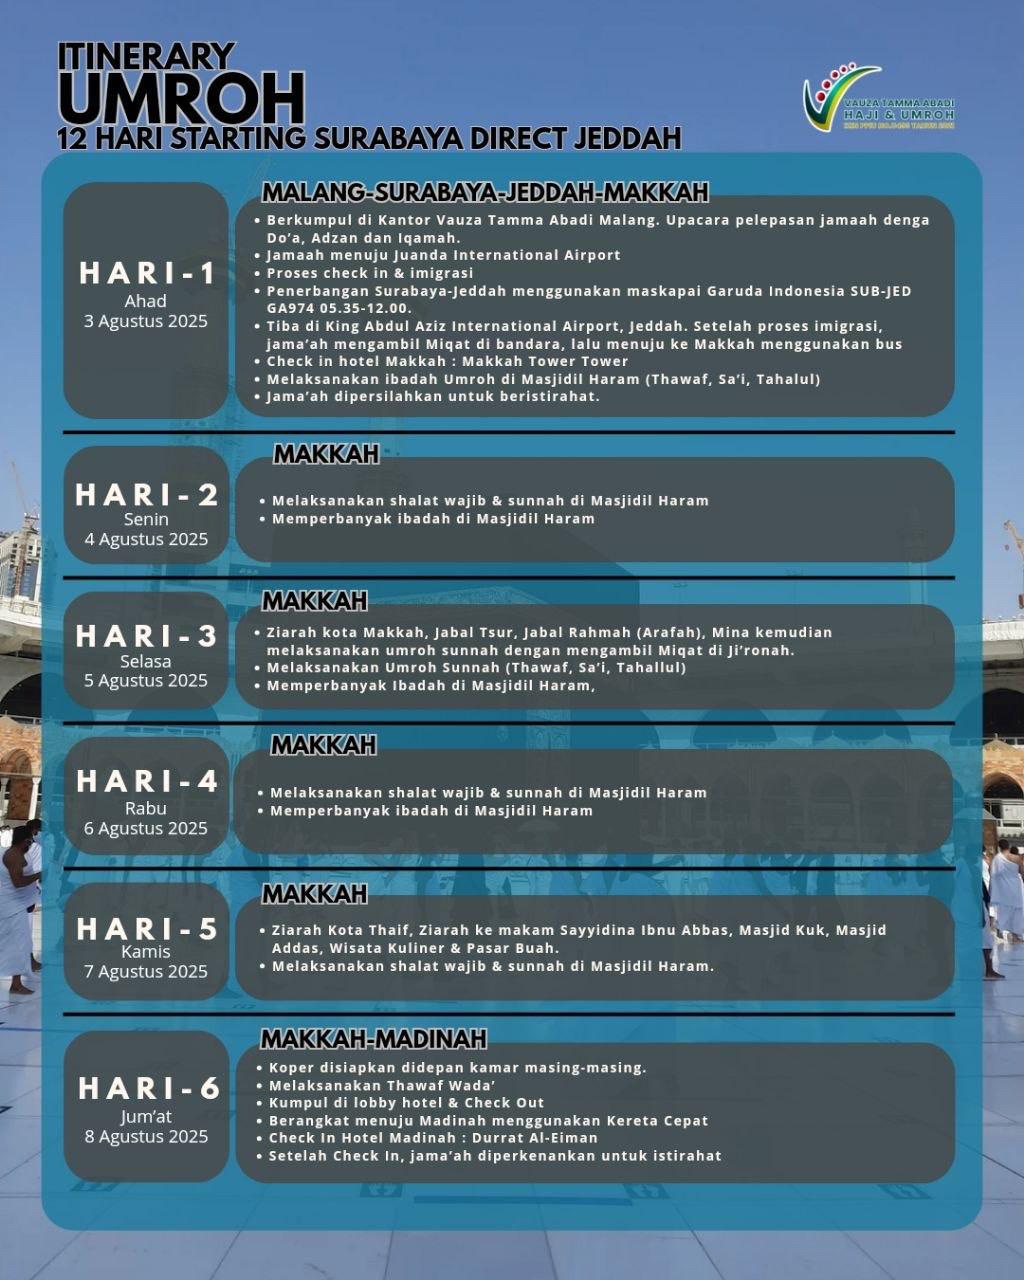 ITINERARY
UMROH
12 HARI STARTING SURABAYA DIRECT JEDDAH
VAUZA TAMMA ABADI
HAJI & UMROH
HARI-1
Ahad
3 Agustus 2025
MALANG-SURABAYA-JEDDAH-MAKKAH
• Berkumpul di Kantor Vauza Tamma Abadi Malang. Upacara pelepasan jamaah denga
Do’a, Adzan dan Iqamah.
• Jamaah menuju Juanda International Airport
• Proses check in & imigrasi
• Penerbangan Surabaya-Jeddah menggunakan maskapai Garuda Indonesia SUB-JED
GA974 05.35-12.00.
• Tiba di King Abdul Aziz International Airport, Jeddah. Setelah proses imigrasi,
jama’ah mengambil Miqat di bandara, lalu menuju ke Makkah menggunakan bus
• Check in hotel Makkah : Makkah Tower Tower
• Melaksanakan ibadah Umroh di Masjidil Haram (Thawaf, Sa’i, Tahalul)
• Jama’ah dipersilahkan untuk beristirahat.
HARI-2
Senin
4 Agustus 2025
MAKKAH
• Melaksanakan shalat wajib & sunnah di Masjidil Haram
• Memperbanyak ibadah di Masjidil Haram
HARI-3
Selasa
5 Agustus 2025
MAKKAH
• Ziarah kota Makkah, Jabal Tsur, Jabal Rahmah (Arafah), Mina kemudian
melaksanakan umroh sunnah dengan mengambil Miqat di Ji’ronah.
• Melaksanakan Umroh Sunnah (Thawaf, Sa’i, Tahallul)
• Memperbanyak Ibadah di Masjidil Haram,
HARI-4
Rabu
6 Agustus 2025
MAKKAH
• Melaksanakan shalat wajib & sunnah di Masjidil Haram
• Memperbanyak ibadah di Masjidil Haram
HARI-5
Kamis
7 Agustus 2025
MAKKAH
• Ziarah Kota Thaif, Ziarah ke makam Sayyidina Ibnu Abbas, Masjid Kuk, Masjid
Addas, Wisata Kuliner & Pasar Buah.
• Melaksanakan shalat wajib & sunnah di Masjidil Haram.
HARI-6
Jum’at
8 Agustus 2025
MAKKAH-MADINAH
• Koper disiapkan didepan kamar masing-masing.
• Melaksanakan Thawaf Wada’
• Kumpul di lobby hotel & Check Out
• Berangkat menuju Madinah menggunakan Kereta Cepat
• Check In Hotel Madinah : Durrat Al-Eiman
• Setelah Check In, jama’ah diperkenankan untuk istirahat